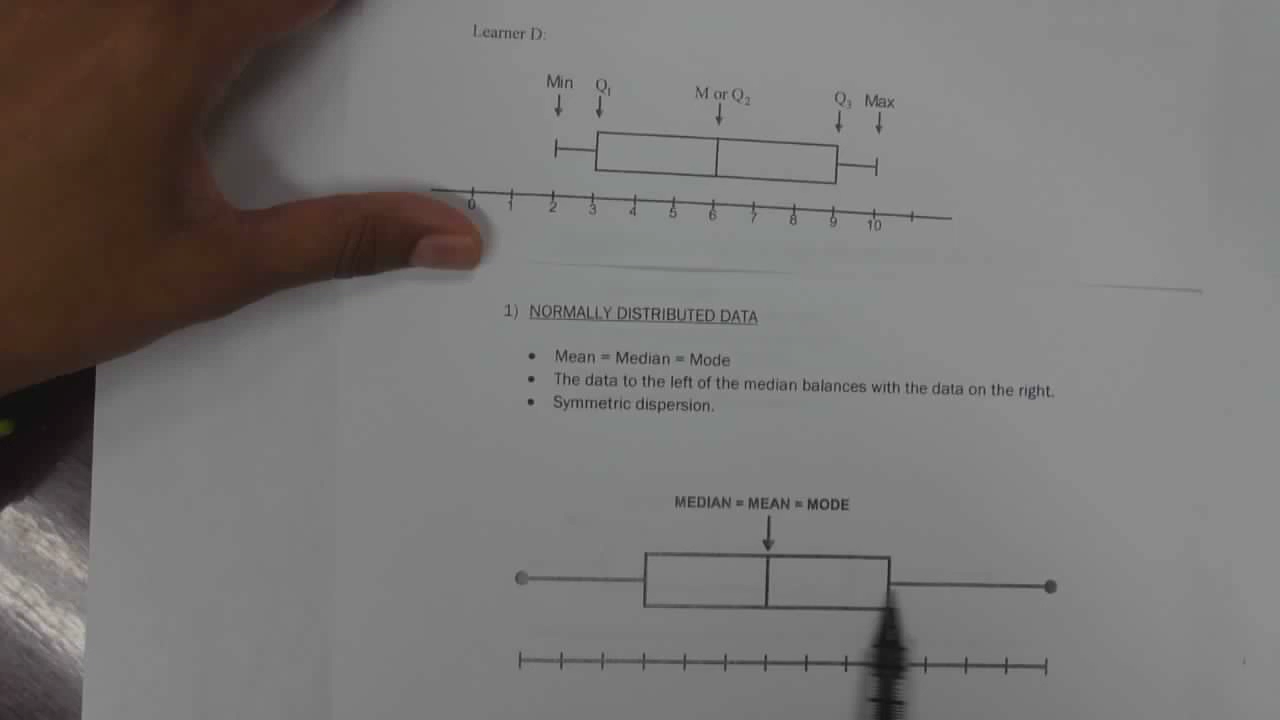 Learner D:
Min Q₁ M or Q₂ Q₃ Max
0 1 2 3 4 5 6 7 8 9 10
1) NORMALLY DISTRIBUTED DATA
• Mean = Median = Mode
• The data to the left of the median balances with the data on the right.
• Symmetric dispersion.
MEDIAN = MEAN = MODE